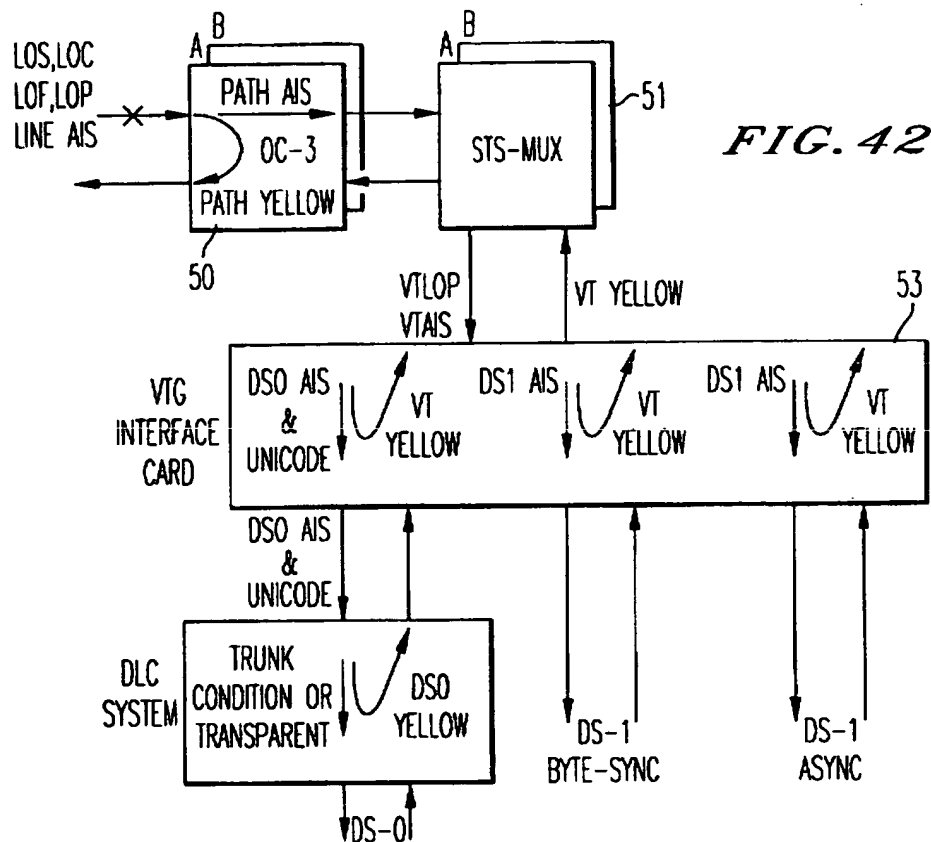 LOS,LOC
LOF,LOP
LINE AIS
A
B
PATH AIS
OC-3
PATH YELLOW
50
A
B
STS-MUX
51
FIG. 42
VTLOP
VTAIS
VT YELLOW
53
VTG
INTERFACE
CARD
DSO AIS
&
UNICODE
VT
YELLOW
DS1 AIS
VT
YELLOW
DS1 AIS
VT
YELLOW
DSO AIS
&
UNICODE
DLC
SYSTEM
TRUNK
CONDITION OR
TRANSPARENT
DSO
YELLOW
DS-1
BYTE-SYNC
DS-1
ASYNC
DS-0